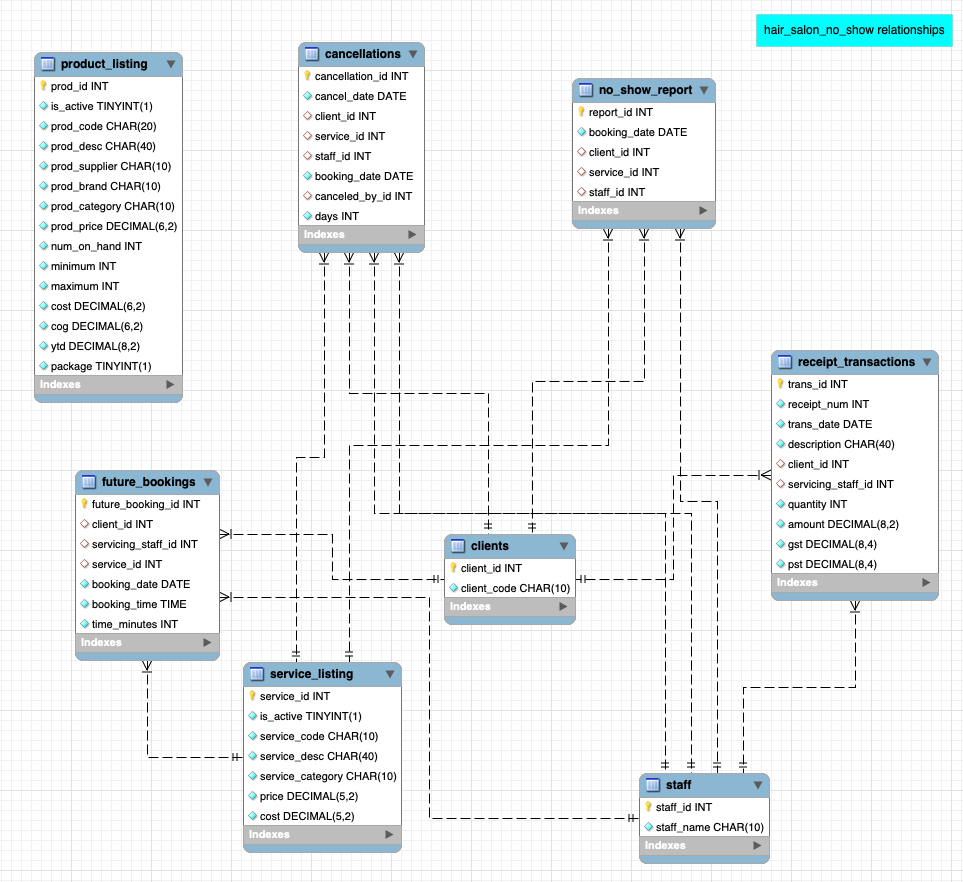 hair_salon_no_show relationships
product_listing
prod_id INT
is_active TINYINT(1)
prod_code CHAR(20)
prod_desc CHAR(40)
prod_supplier CHAR(10)
prod_brand CHAR(10)
prod_category CHAR(10)
prod_price DECIMAL(6,2)
num_on_hand INT
minimum INT
maximum INT
cost DECIMAL(6,2)
cog DECIMAL(6,2)
ytd DECIMAL(8,2)
package TINYINT(1)
Indexes
cancellations
cancellation_id INT
cancel_date DATE
client_id INT
service_id INT
staff_id INT
booking_date DATE
canceled_by_id INT
days INT
Indexes
no_show_report
report_id INT
booking_date DATE
client_id INT
service_id INT
staff_id INT
Indexes
receipt_transactions
trans_id INT
receipt_num INT
trans_date DATE
description CHAR(40)
client_id INT
servicing_staff_id INT
quantity INT
amount DECIMAL(8,2)
gst DECIMAL(8,4)
pst DECIMAL(8,4)
Indexes
future_bookings
future_booking_id INT
client_id INT
servicing_staff_id INT
service_id INT
booking_date DATE
booking_time TIME
time_minutes INT
Indexes
clients
client_id INT
client_code CHAR(10)
Indexes
service_listing
service_id INT
is_active TINYINT(1)
service_code CHAR(10)
service_desc CHAR(40)
service_category CHAR(10)
price DECIMAL(5,2)
cost DECIMAL(5,2)
Indexes
staff
staff_id INT
staff_name CHAR(10)
Indexes